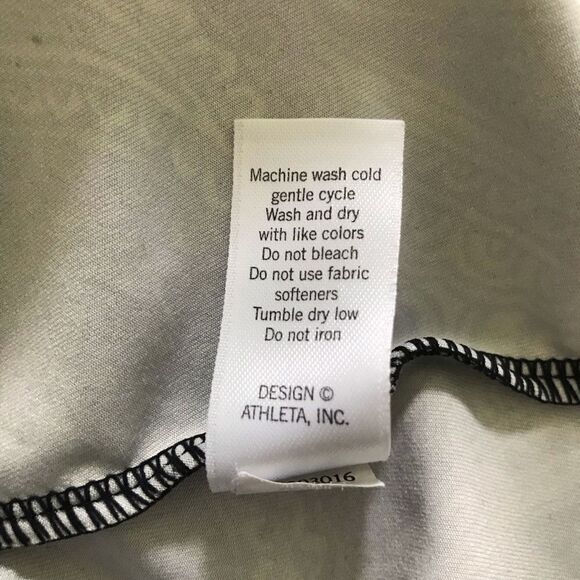 Machine wash cold
gentle cycle
Wash and dry
with like colors
Do not bleach
Do not use fabric
softeners
Tumble dry low
Do not iron
DESIGN ©
ATHLETA, INC.